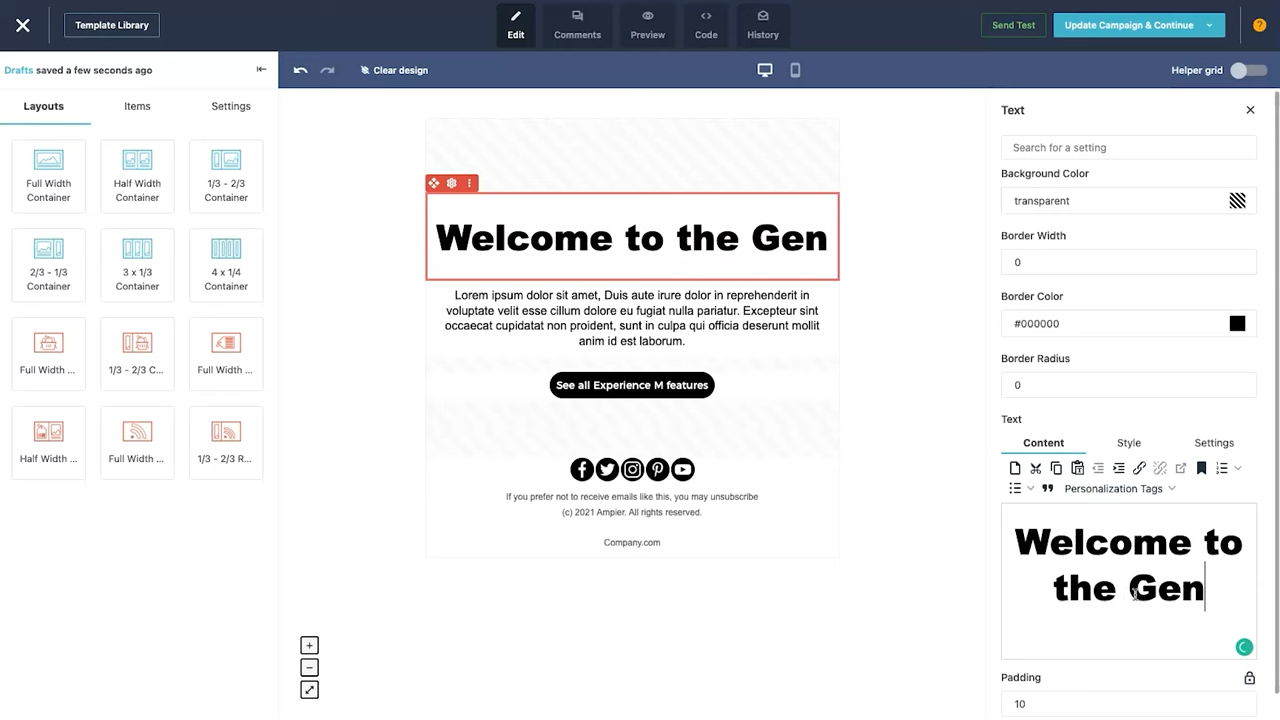 Template Library
Edit
Comments
Preview
Code
History
Send Test
Update Campaign & Continue
Drafts saved a few seconds ago
Clear design
Helper grid
Layouts
Items
Settings
Full Width
Container
Half Width
Container
1/3 - 2/3
Container
2/3 - 1/3
Container
3 x 1/3
Container
4 x 1/4
Container
Full Width ...
1/3 - 2/3 C...
Full Width ...
Half Width ...
Full Width ...
1/3 - 2/3 R...
Welcome to the Gen
Lorem ipsum dolor sit amet, Duis aute irure dolor in reprehenderit in
voluptate velit esse cillum dolore eu fugiat nulla pariatur. Excepteur sint
occaecat cupidatat non proident, sunt in culpa qui officia deserunt mollit
anim id est laborum.
See all Experience M features
If you prefer not to receive emails like this, you may unsubscribe
(c) 2021 Ampier. All rights reserved.
Company.com
Text
Search for a setting
Background Color
transparent
Border Width
0
Border Color
#000000
Border Radius
0
Text
Content
Style
Settings
Personalization Tags
Welcome to
the Gen
Padding
10